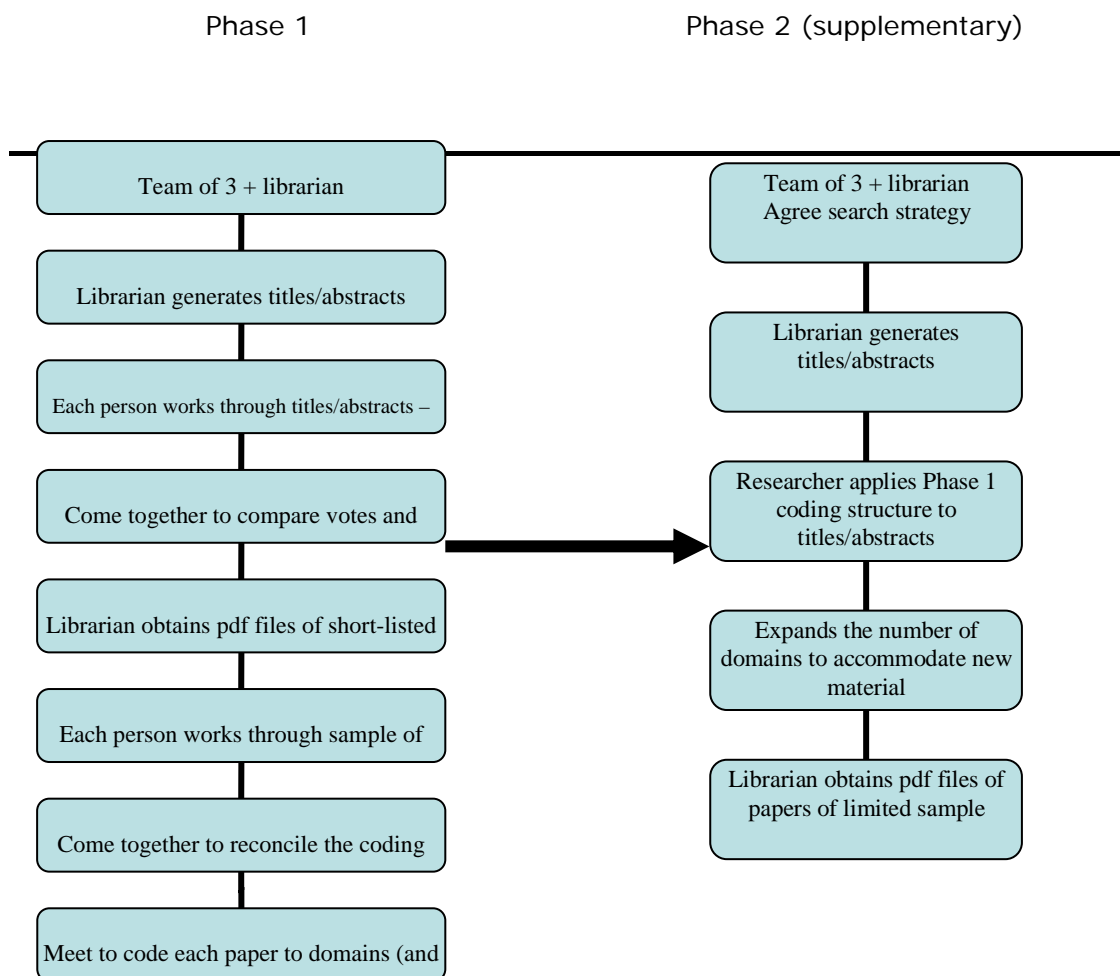 Phase 1
Phase 2 (supplementary)
Team of 3 + librarian
Librarian generates titles/abstracts
Each person works through titles/abstracts –
Come together to compare votes and
Librarian obtains pdf files of short-listed
Each person works through sample of
Come together to reconcile the coding
Meet to code each paper to domains (and
Team of 3 + librarian
Agree search strategy
Librarian generates
titles/abstracts
Researcher applies Phase 1
coding structure to
titles/abstracts
Expands the number of
domains to accommodate new
material
Librarian obtains pdf files of
papers of limited sample